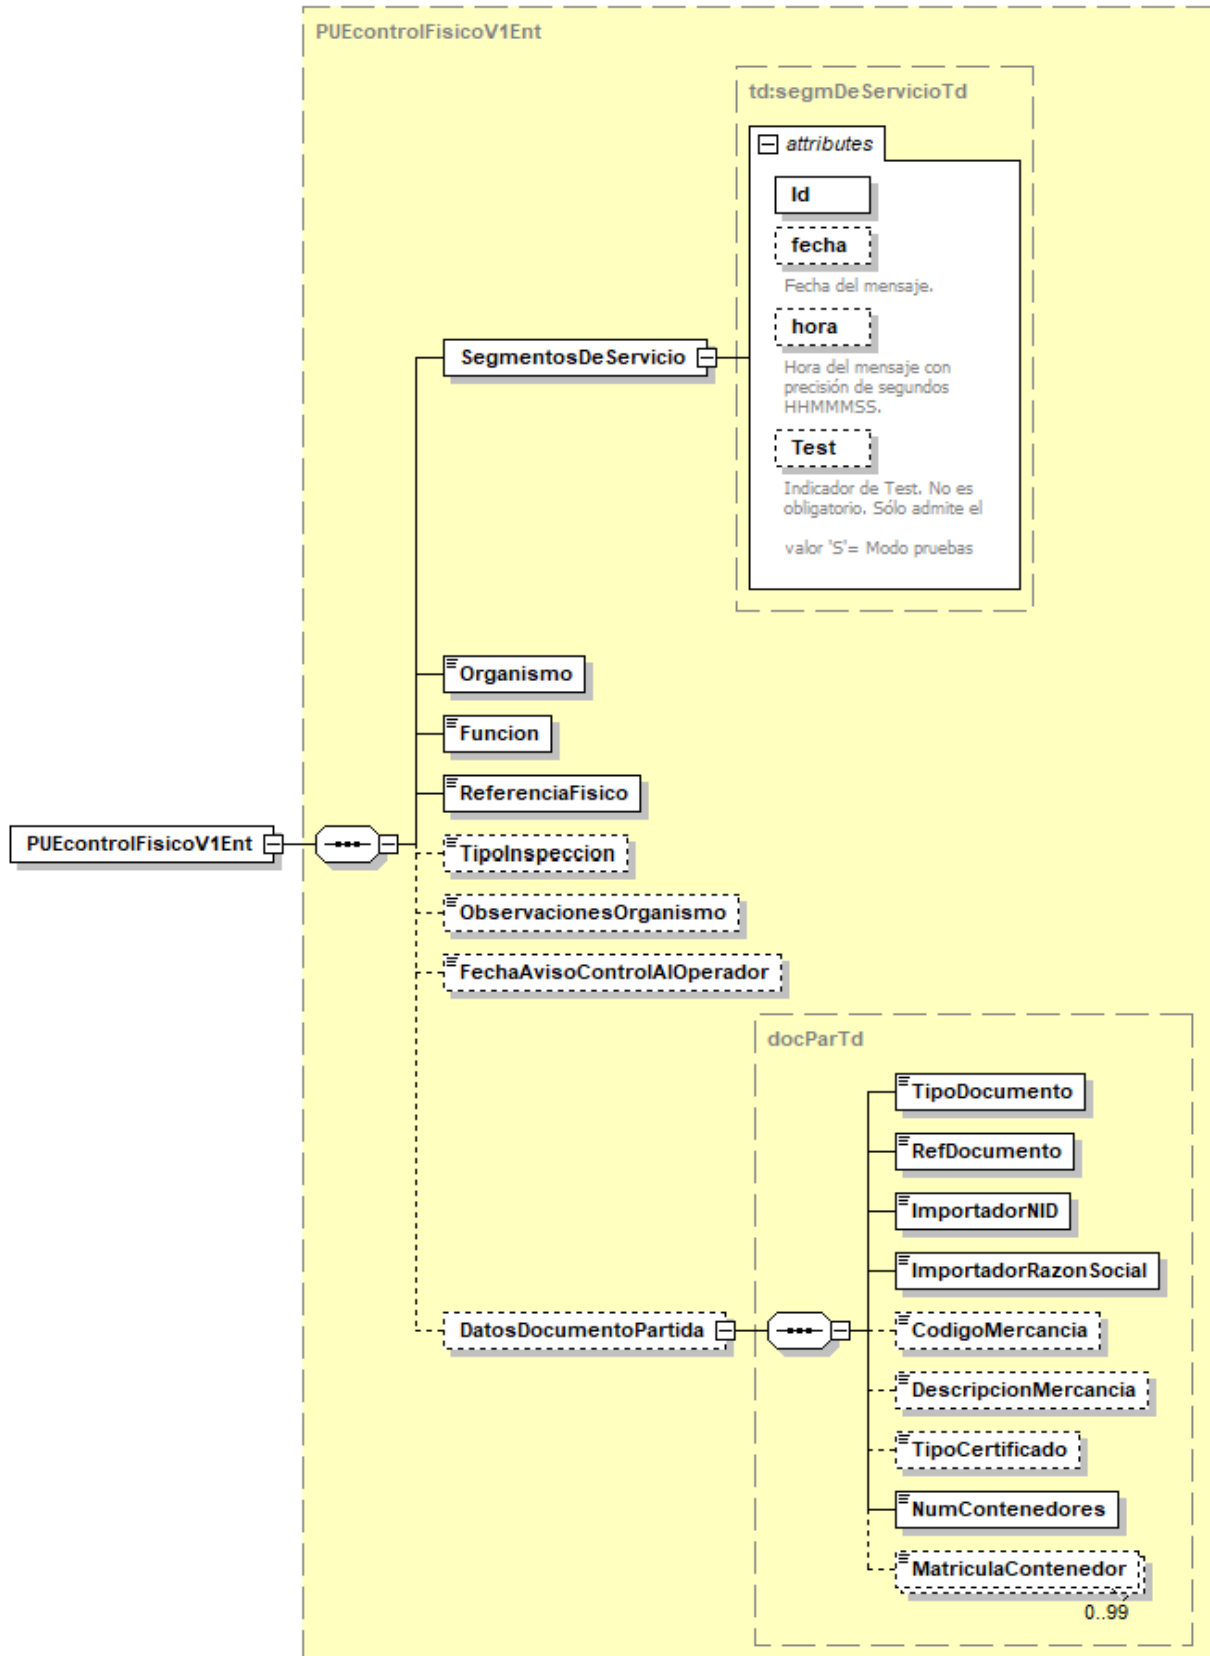 PUEcontrolFisicoV1Ent
td:segmDeServicioTd
attributes
Id
fecha
Fecha del mensaje.
hora
Hora del mensaje con
precisión de segundos
HHMMMSS.
Test
Indicador de Test. No es
obligatorio. Sólo admite el
valor 'S'= Modo pruebas
SegmentosDeServicio
Organismo
Funcion
ReferenciaFisico
PUEcontrolFisicoV1Ent
TipoInspeccion
ObservacionesOrganismo
FechaAvisoControlAlOperador
docParTd
TipoDocumento
RefDocumento
ImportadorNID
ImportadorRazonSocial
DatosDocumentoPartida
CodigoMercancia
DescripcionMercancia
TipoCertificado
NumContenedores
MatriculaContenedor
0..99